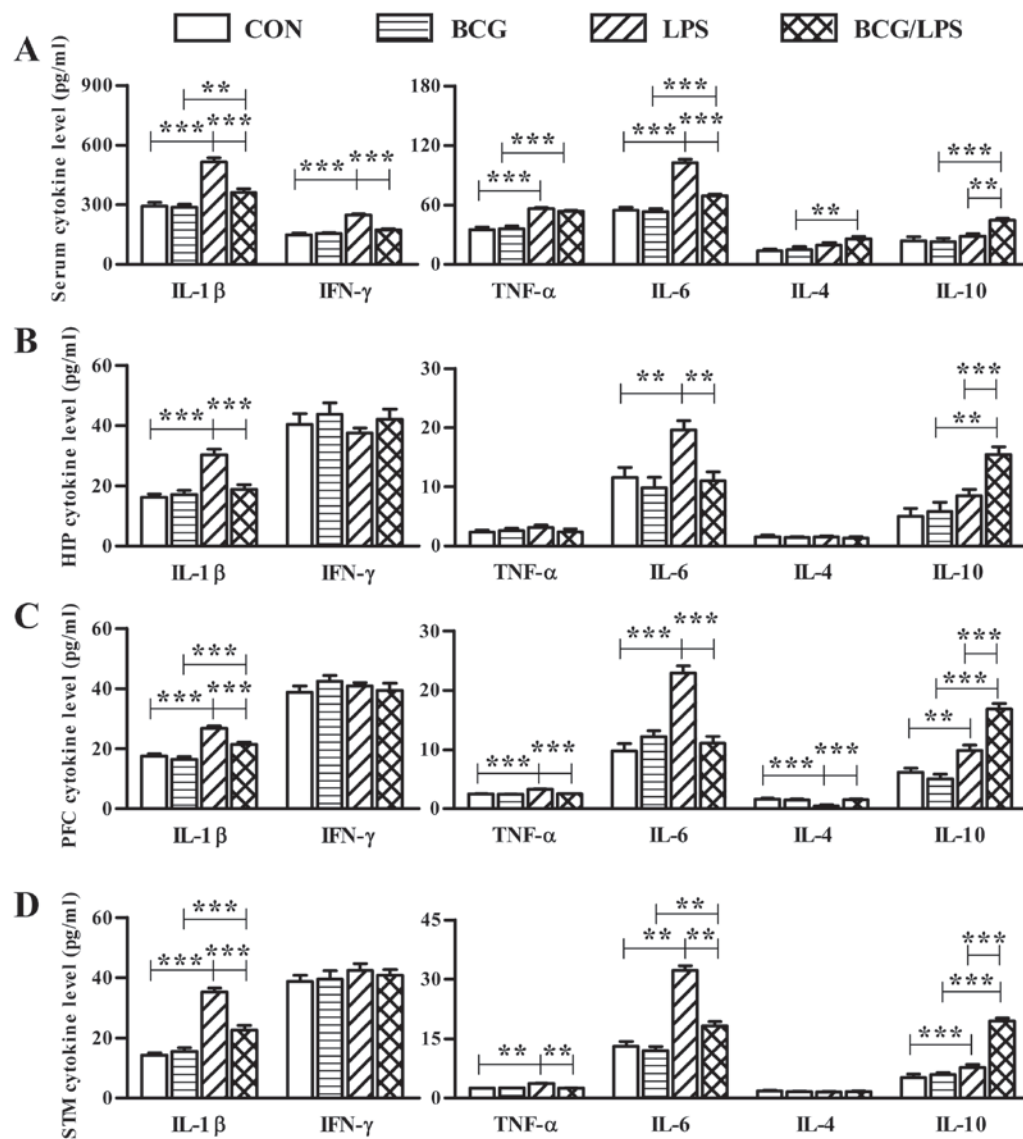 CON BCG LPS BCG/LPS
A
Serum cytokine level (pg/ml)
900
600
300
0
** *** ***
*** ***
IL-1β IFN-γ
180
120
60
0
*** ***
*** *** ***
**
*** **
TNF-α IL-6 IL-4 IL-10
B
HIP cytokine level (pg/ml)
60
40
20
0
*** ***
IL-1β IFN-γ
30
20
10
0
** **
*** **
TNF-α IL-6 IL-4 IL-10
C
PFC cytokine level (pg/ml)
60
40
20
0
*** *** ***
IL-1β IFN-γ
30
20
10
0
*** ***
*** ***
*** ***
*** *** **
TNF-α IL-6 IL-4 IL-10
D
STM cytokine level (pg/ml)
60
40
20
0
*** *** ***
IL-1β IFN-γ
45
30
15
0
** **
** ** **
*** *** ***
TNF-α IL-6 IL-4 IL-10